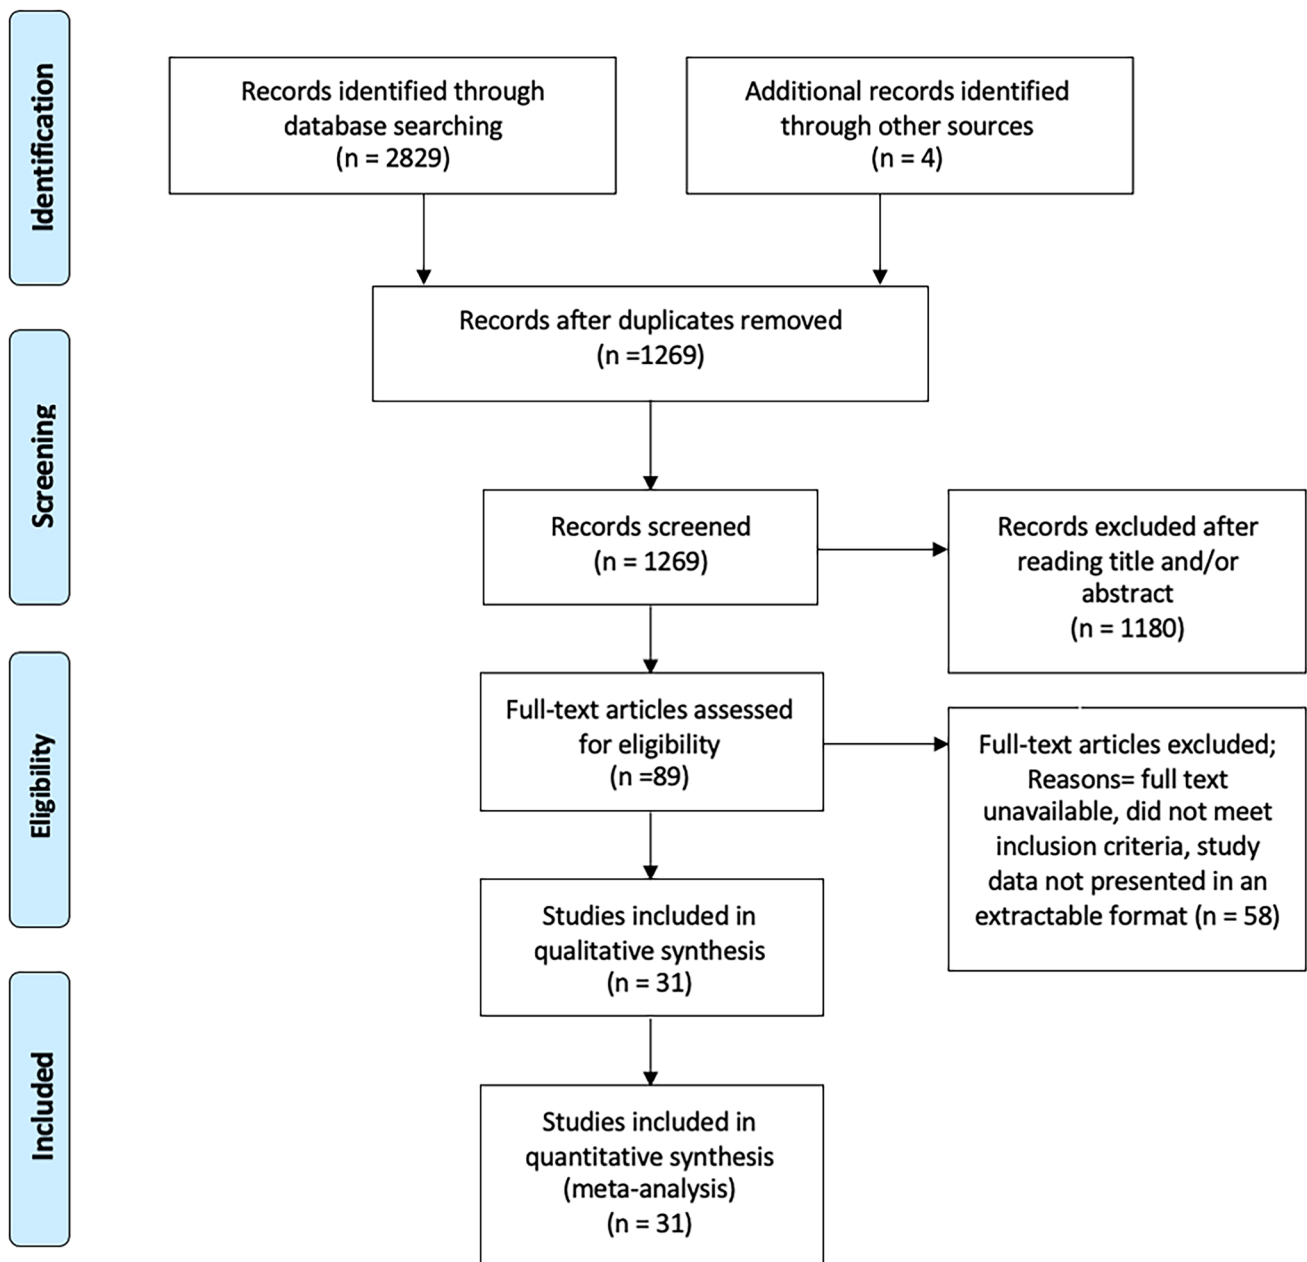 Identification
Records identified through
database searching
(n = 2829)
Additional records identified
through other sources
(n = 4)
Records after duplicates removed
(n =1269)
Screening
Records screened
(n = 1269)
Records excluded after
reading title and/or
abstract
(n = 1180)
Eligibility
Full-text articles assessed
for eligibility
(n =89)
Full-text articles excluded;
Reasons= full text
unavailable, did not meet
inclusion criteria, study
data not presented in an
extractable format (n = 58)
Studies included in
qualitative synthesis
(n = 31)
Included
Studies included in
quantitative synthesis
(meta-analysis)
(n = 31)